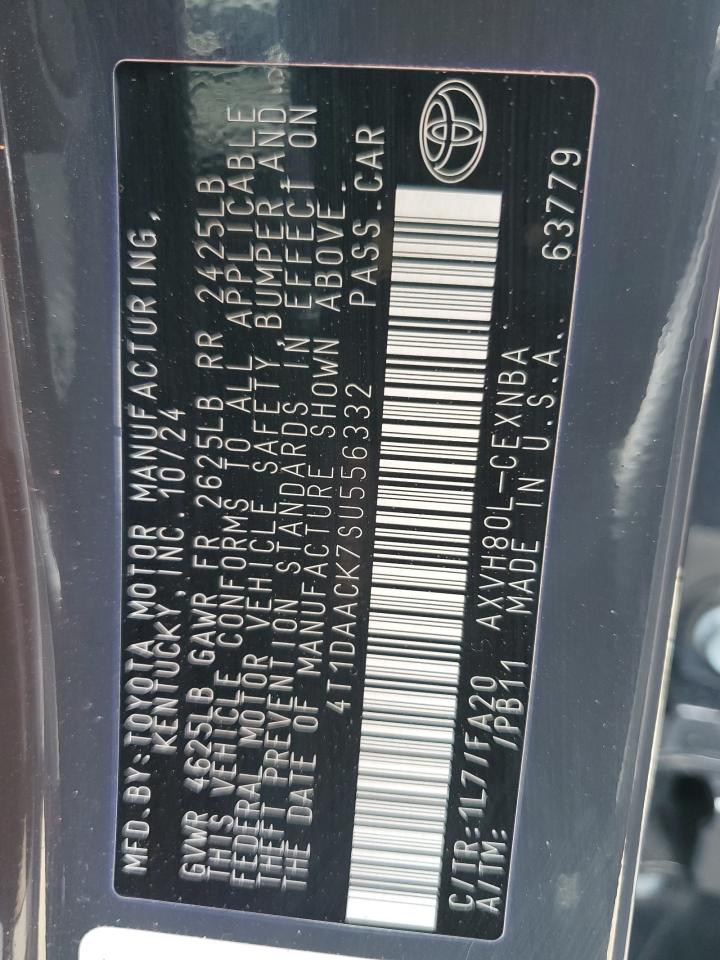 MFD.BY:TOYOTA MOTOR MANUFACTURING,
KENTUCKY,INC. 10/24
GVWR 4625LB GAWR FR 2625LB RR 2425LB
THIS VEHICLE CONFORMS TO ALL APPLICABLE
FEDERAL MOTOR VEHICLE SAFETY,BUMPER,AND
THEFT PREVENTION STANDARDS IN EFFECT ON
THE DATE OF MANUFACTURE SHOWN ABOVE.
4T1DAACK7SU556332 PASS.CAR
C/TR:1L7/FA20 AXVH80L-CEXNBA
A/TM: /PB11 MADE IN U.S.A. 63779